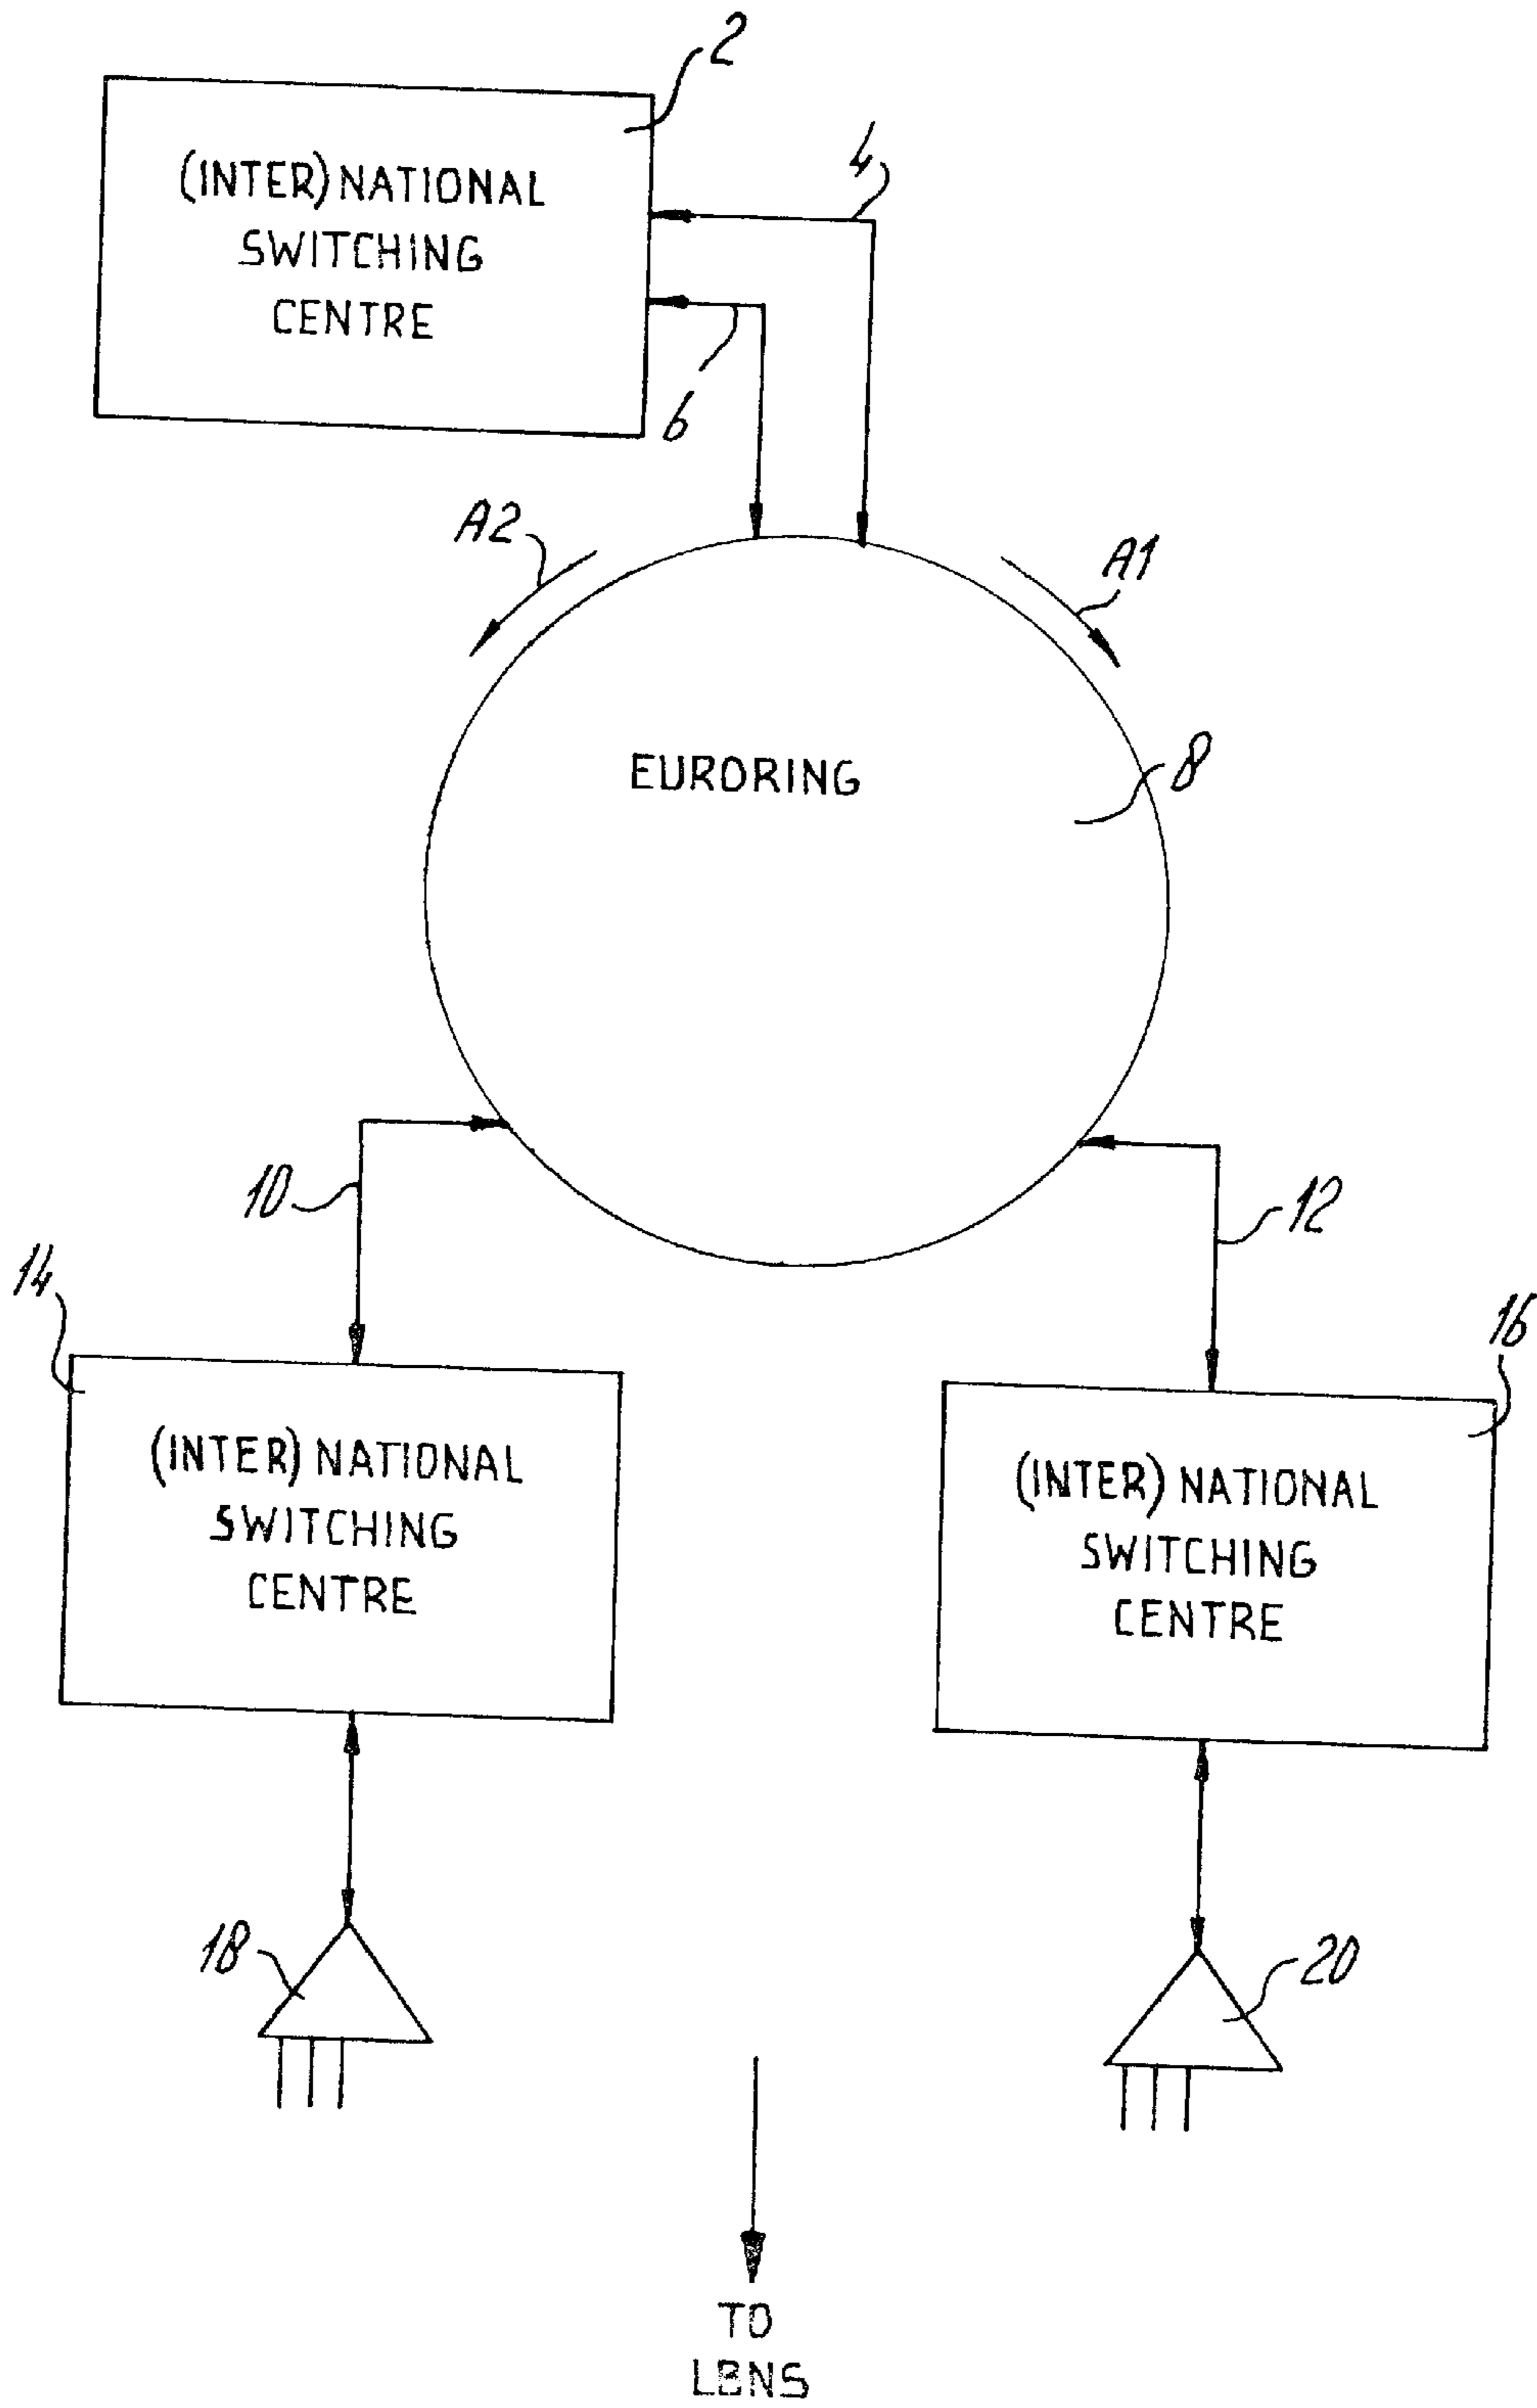 2
(INTER) NATIONAL
SWITCHING
CENTRE
4
6
A2
A1
EURORING
8
10
12
14
16
(INTER) NATIONAL
SWITCHING
CENTRE
(INTER) NATIONAL
SWITCHING
CENTRE
18
20
TO
LBNS